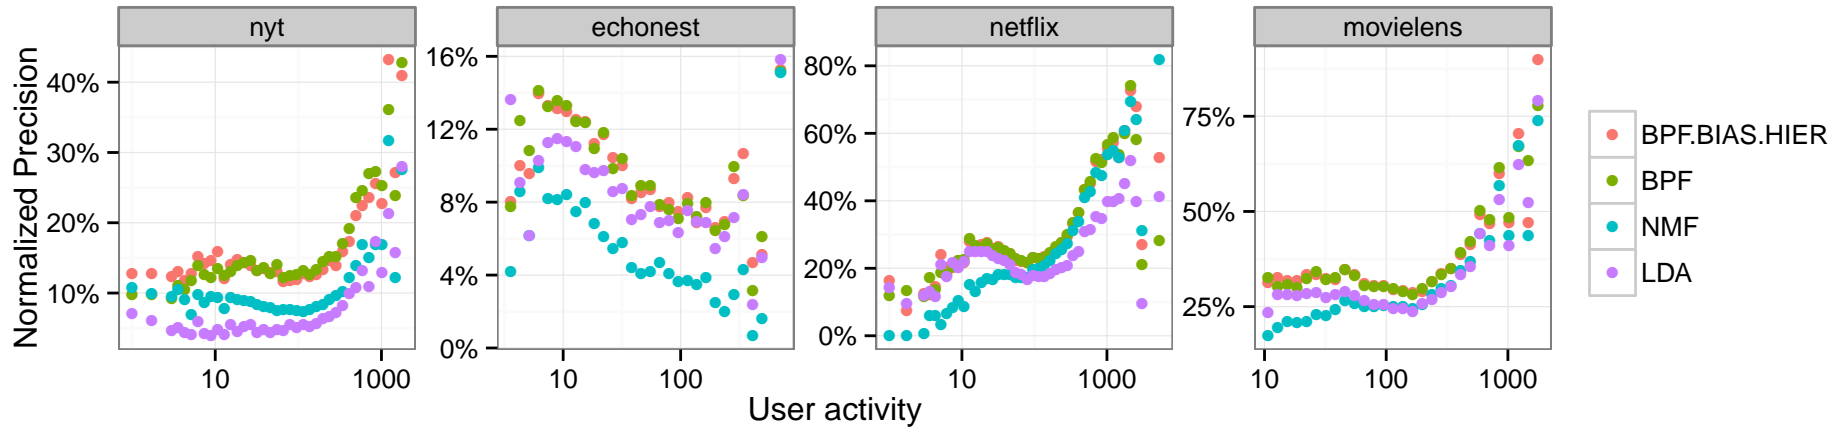 nyt
echonest
netflix
movielens
Normalized Precision
40%
30%
20%
10%
16%
12%
8%
4%
0%
80%
60%
40%
20%
0%
75%
50%
25%
10 1000
10 100
10 1000
10 100 1000
User activity
BPF.BIAS.HIER
BPF
NMF
LDA